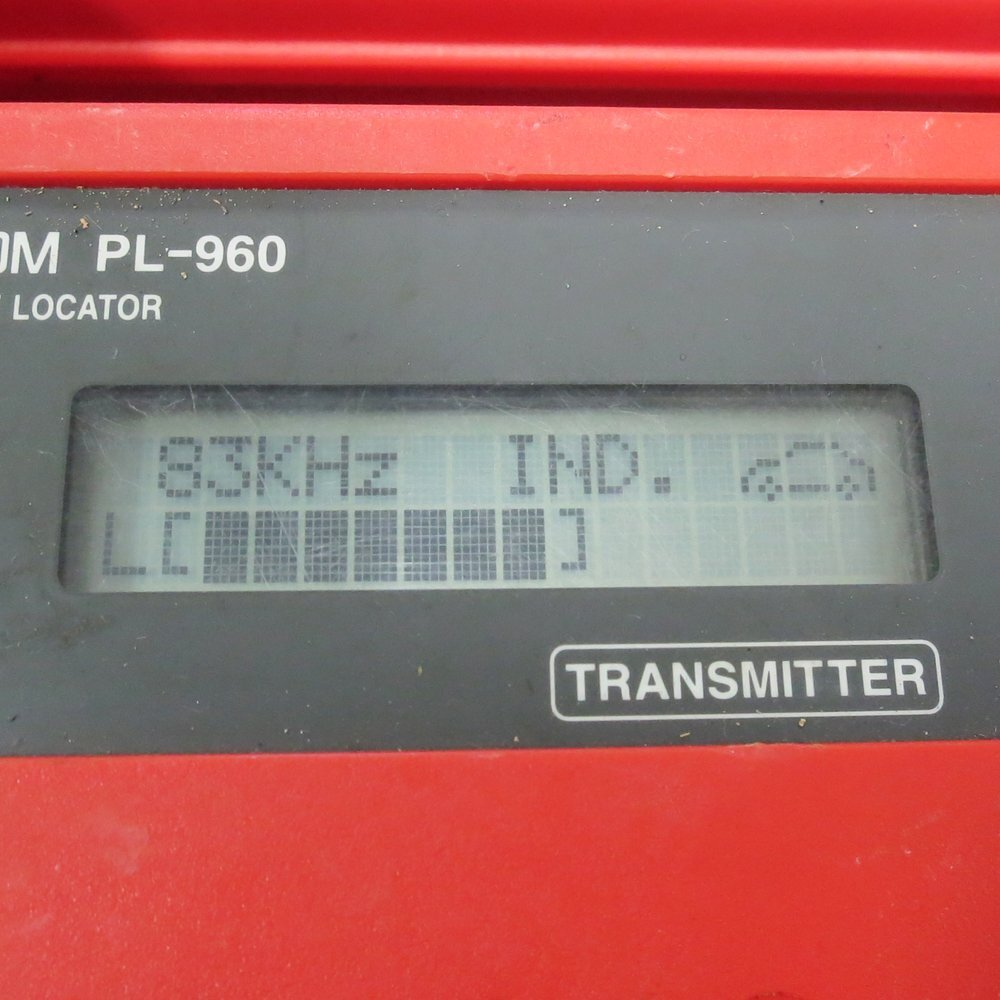 PL-960
LOCATOR
83KHz IND.
L[███████]
TRANSMITTER